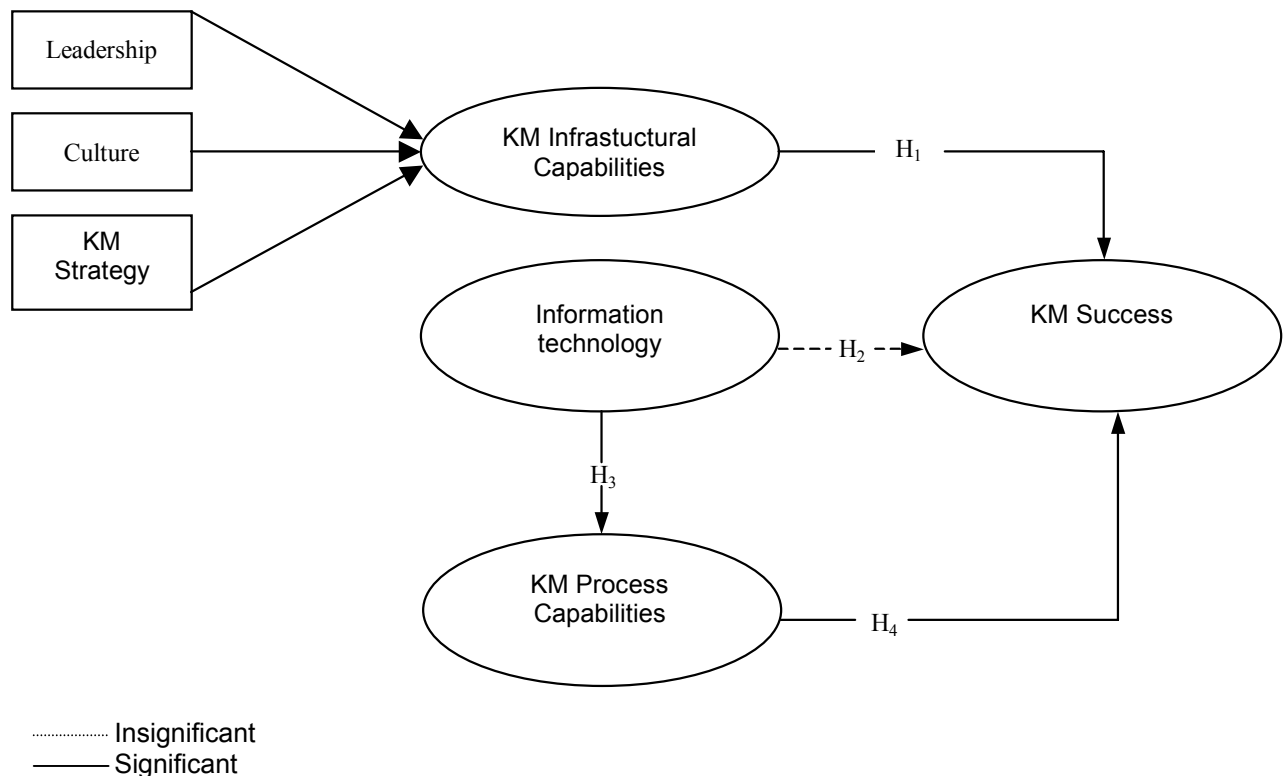 Leadership
Culture
KM
Strategy
KM Infrastuctural
Capabilities
H₁
Information
technology
H₂
KM Success
H₃
KM Process
Capabilities
H₄
Insignificant
Significant